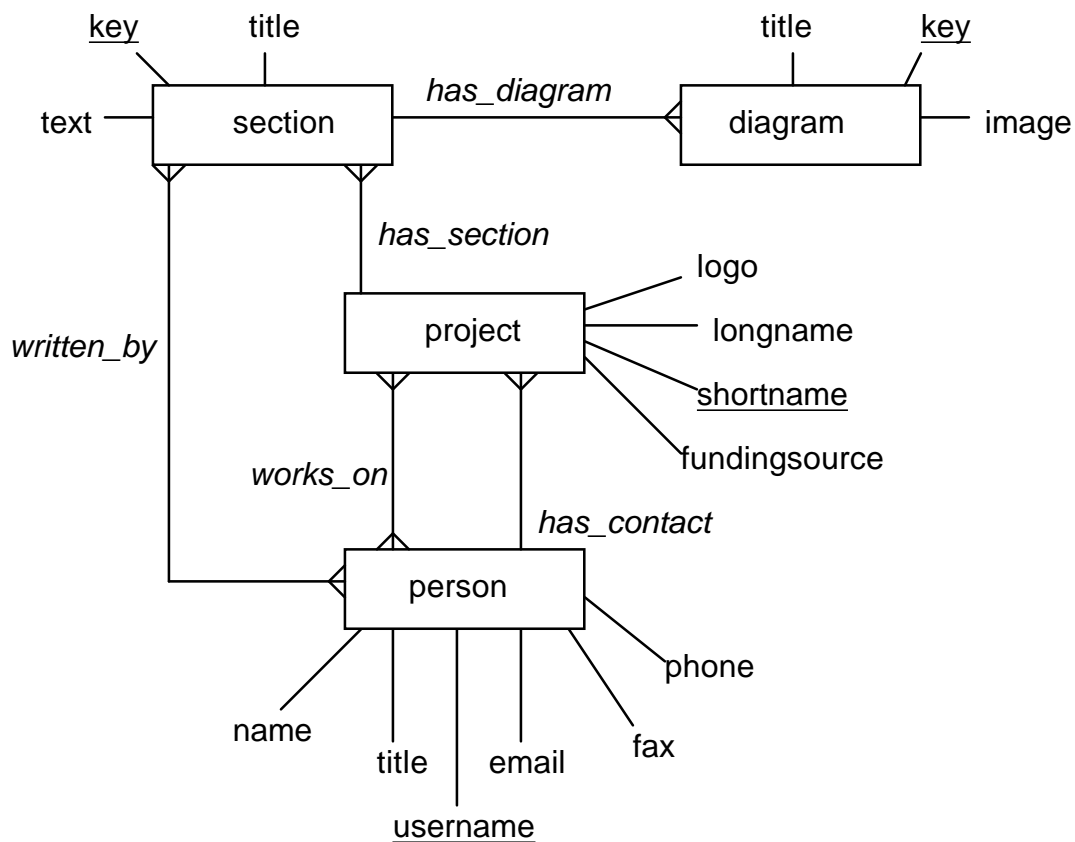 key
title
title
key
has_diagram
text
section
diagram
image
has_section
logo
project
longname
written_by
shortname
fundingsource
works_on
has_contact
person
phone
name
title
email
fax
username